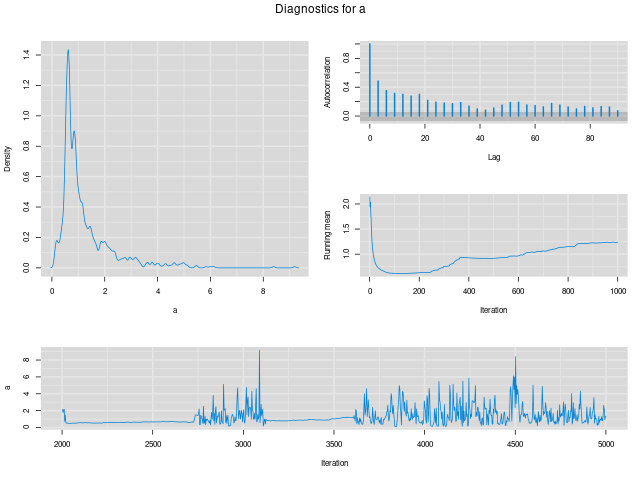 Diagnostics for a
Density
0.0 0.2 0.4 0.6 0.8 1.0 1.2 1.4
0 2 4 6 8
a
Autocorrelation
0.0 0.4 0.8
0 20 40 60 80
Lag
Running mean
1.0 1.5 2.0
0 200 400 600 800 1000
Iteration
a
0 2 4 6 8
2000 2500 3000 3500 4000 4500 5000
Iteration